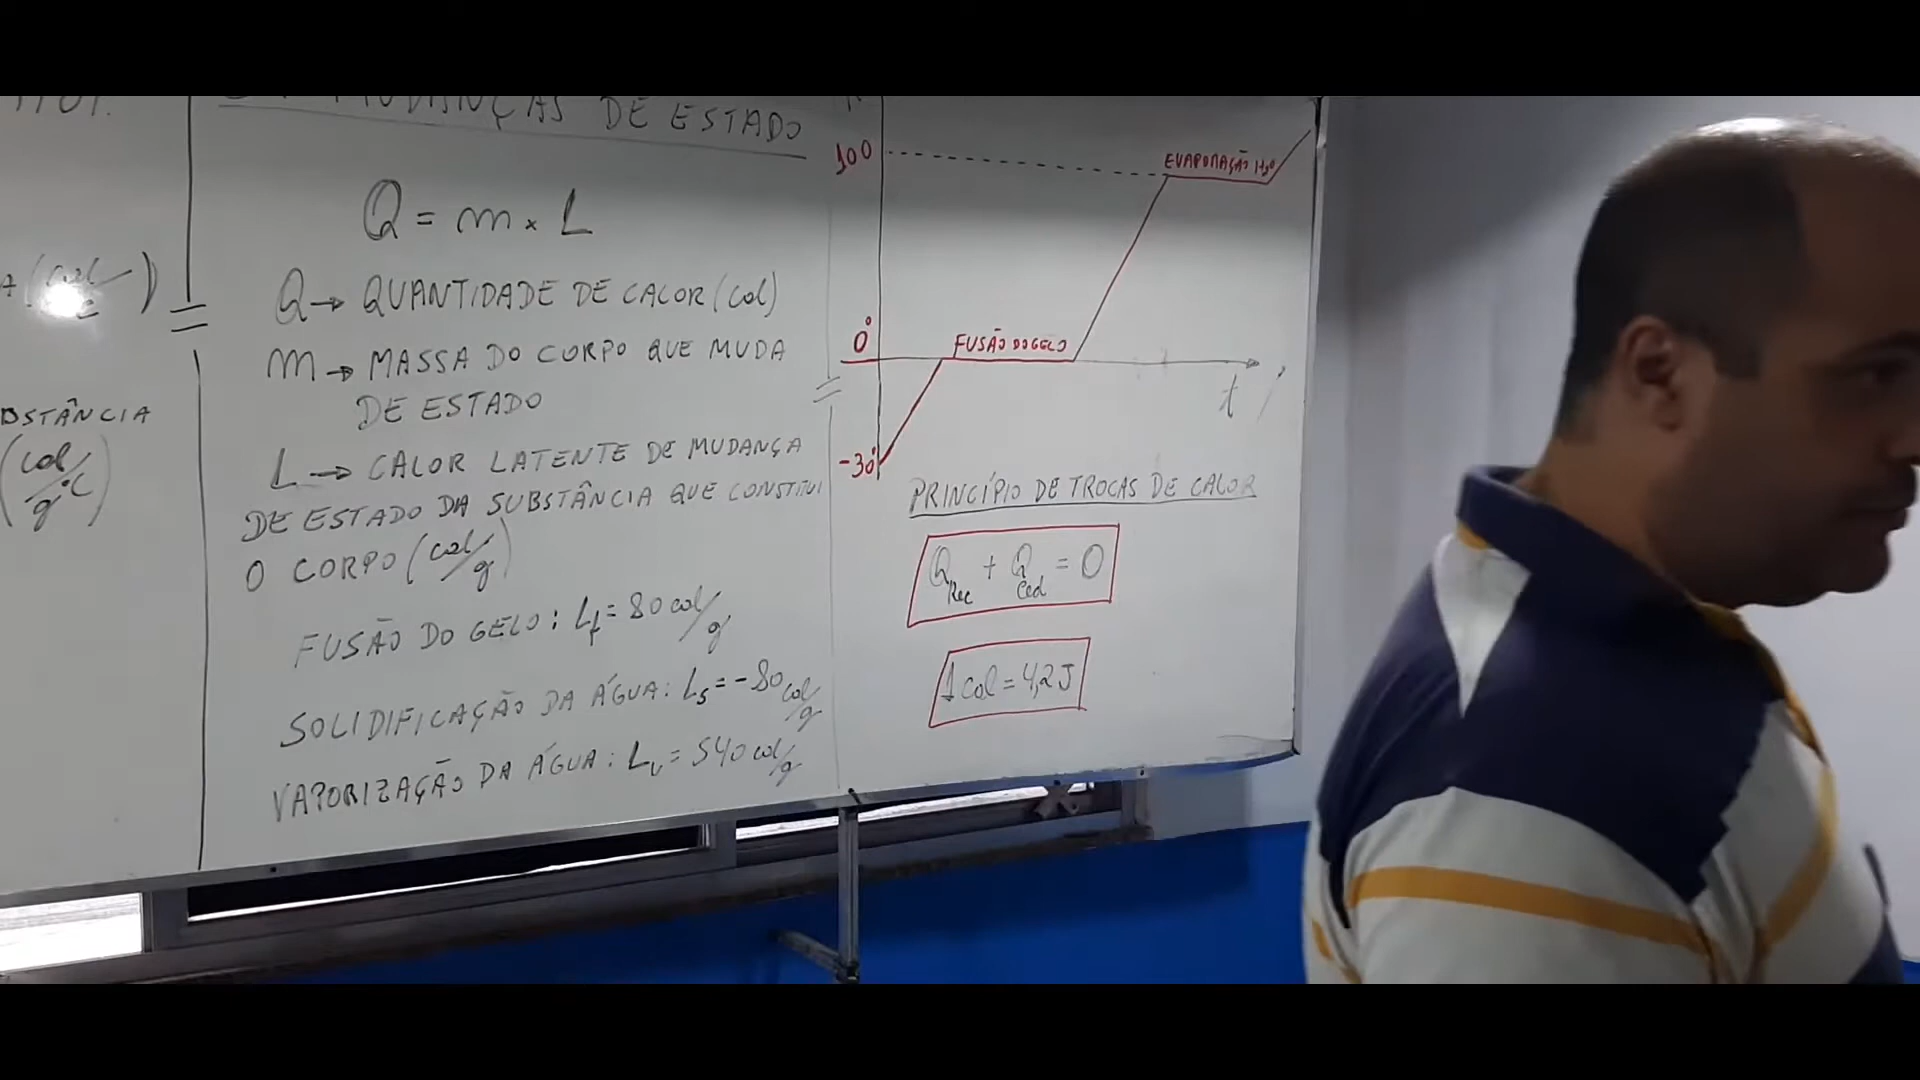 MUDANÇAS DE ESTADO
Q = m × L
Q → QUANTIDADE DE CALOR (cal)
m → MASSA DO CORPO QUE MUDA
DE ESTADO
L → CALOR LATENTE DE MUDANÇA
DE ESTADO DA SUBSTÂNCIA QUE CONSTITUI
O CORPO (cal/g)
FUSÃO DO GELO: Lf = 80 cal/g
SOLIDIFICAÇÃO DA ÁGUA: Ls = -80 cal/g
VAPORIZAÇÃO DA ÁGUA: Lv = 540 cal/g
BSTÂNCIA
(cal/g°C)
100
EVAPORAÇÃO H2O
0°
FUSÃO DO GELO
t
-30°
PRINCÍPIO DE TROCAS DE CALOR
QRec + QCed = 0
1 cal = 4,2 J